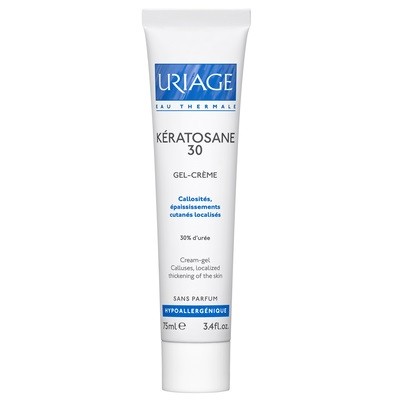 URIAGE
EAU THERMALE
KÉRATOSANE
30
GEL-CRÈME
Callosités,
épaississements
cutanés localisés
30% d'urée
Cream-gel
Calluses, localized
thickening of the skin
SANS PARFUM
HYPOALLERGÉNIQUE
75ml e 3.4fl.oz.